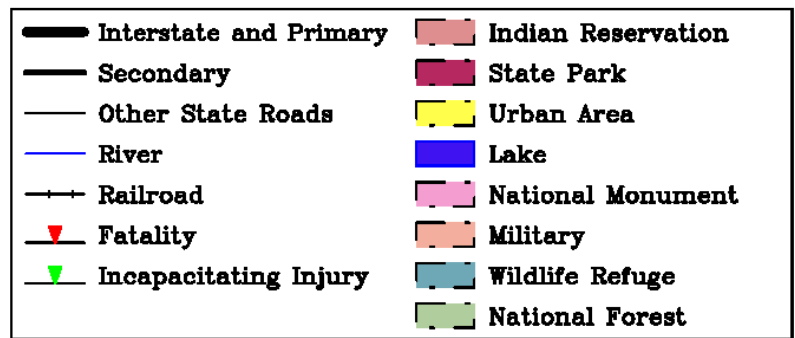 Interstate and Primary
Secondary
Other State Roads
River
Railroad
Fatality
Incapacitating Injury
Indian Reservation
State Park
Urban Area
Lake
National Monument
Military
Wildlife Refuge
National Forest